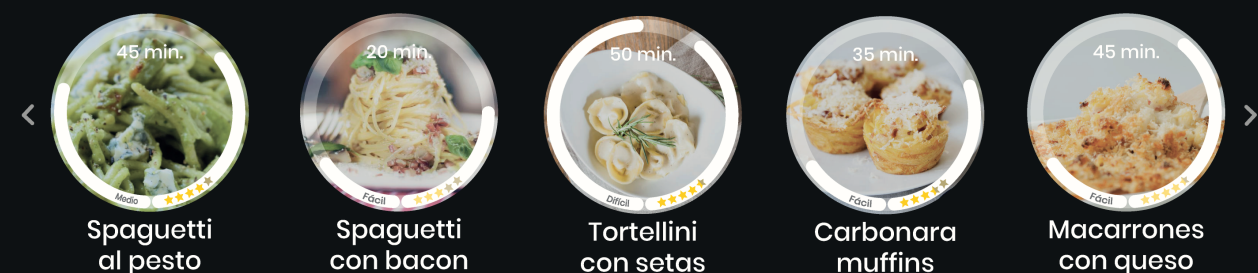 45 min.
Medio
Spaguetti
al pesto
20 min.
Fácil
Spaguetti
con bacon
50 min.
Difícil
Tortellini
con setas
35 min.
Fácil
Carbonara
muffins
45 min.
Fácil
Macarrones
con queso